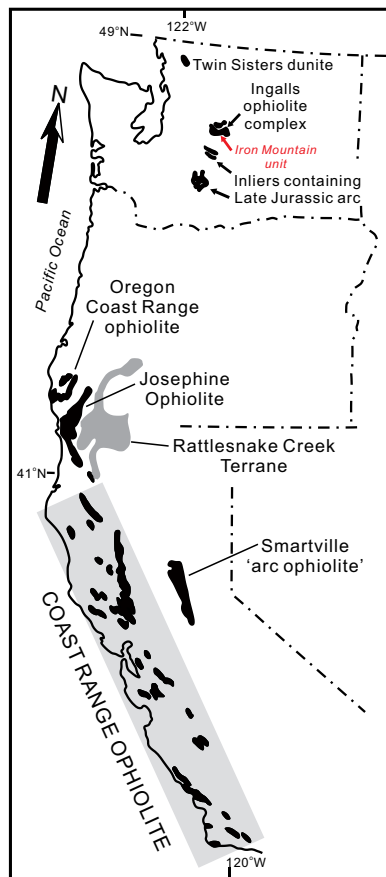 122°W
49°N
Twin Sisters dunite
Ingalls
ophiolite
complex
Iron Mountain
unit
Inliers containing
Late Jurassic arc
N
Pacific Ocean
Oregon
Coast Range
ophiolite
Josephine
Ophiolite
Rattlesnake Creek
Terrane
41°N
Smartville
‘arc ophiolite’
COAST RANGE OPHIOLITE
120°W